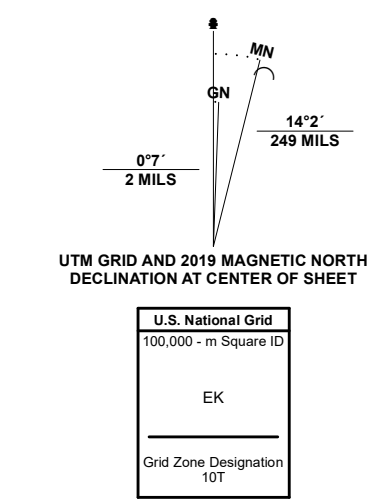 MN
GN
14°2´
249 MILS
0°7´
2 MILS
UTM GRID AND 2019 MAGNETIC NORTH
DECLINATION AT CENTER OF SHEET
U.S. National Grid
100,000 - m Square ID
EK
Grid Zone Designation
10T